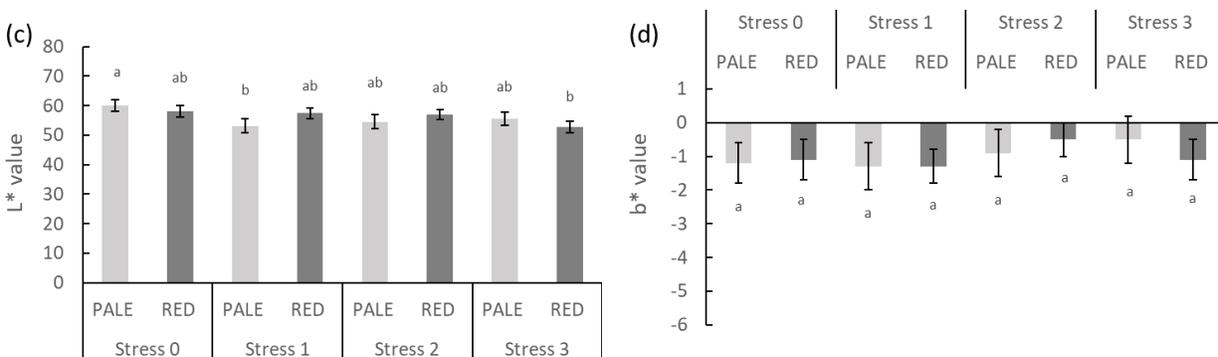 (c)
80
70
60
50
40
30
20
10
0
L* value
a
ab
b
ab
ab
ab
ab
b
PALE RED PALE RED PALE RED PALE RED
Stress 0 Stress 1 Stress 2 Stress 3
(d)
Stress 0 Stress 1 Stress 2 Stress 3
PALE RED PALE RED PALE RED PALE RED
1
0
-1
-2
-3
-4
-5
-6
b* value
a
a
a
a
a
a
a
a